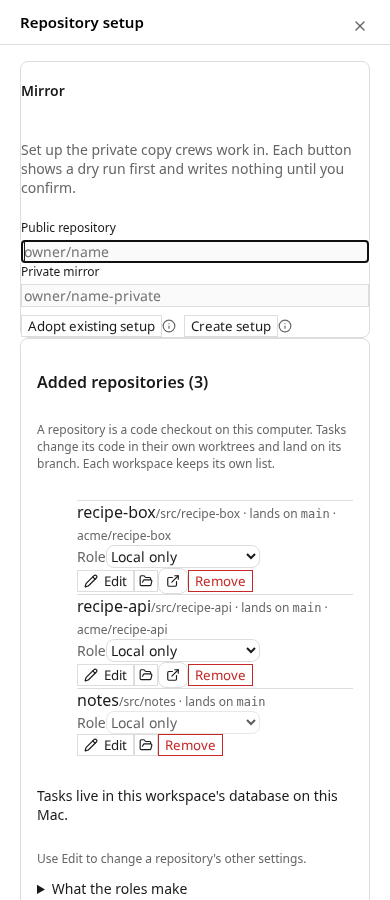 Repository setup
Mirror
Set up the private copy crews work in. Each button
shows a dry run first and writes nothing until you
confirm.
Public repository
owner/name
Private mirror
owner/name-private
Adopt existing setup Create setup
Added repositories (3)
A repository is a code checkout on this computer. Tasks
change its code in their own worktrees and land on its
branch. Each workspace keeps its own list.
recipe-box/src/recipe-box · lands on main ·
acme/recipe-box
Role Local only
Edit Remove
recipe-api/src/recipe-api · lands on main ·
acme/recipe-api
Role Local only
Edit Remove
notes/src/notes · lands on main
Role Local only
Edit Remove
Tasks live in this workspace's database on this
Mac.
Use Edit to change a repository's other settings.
What the roles make